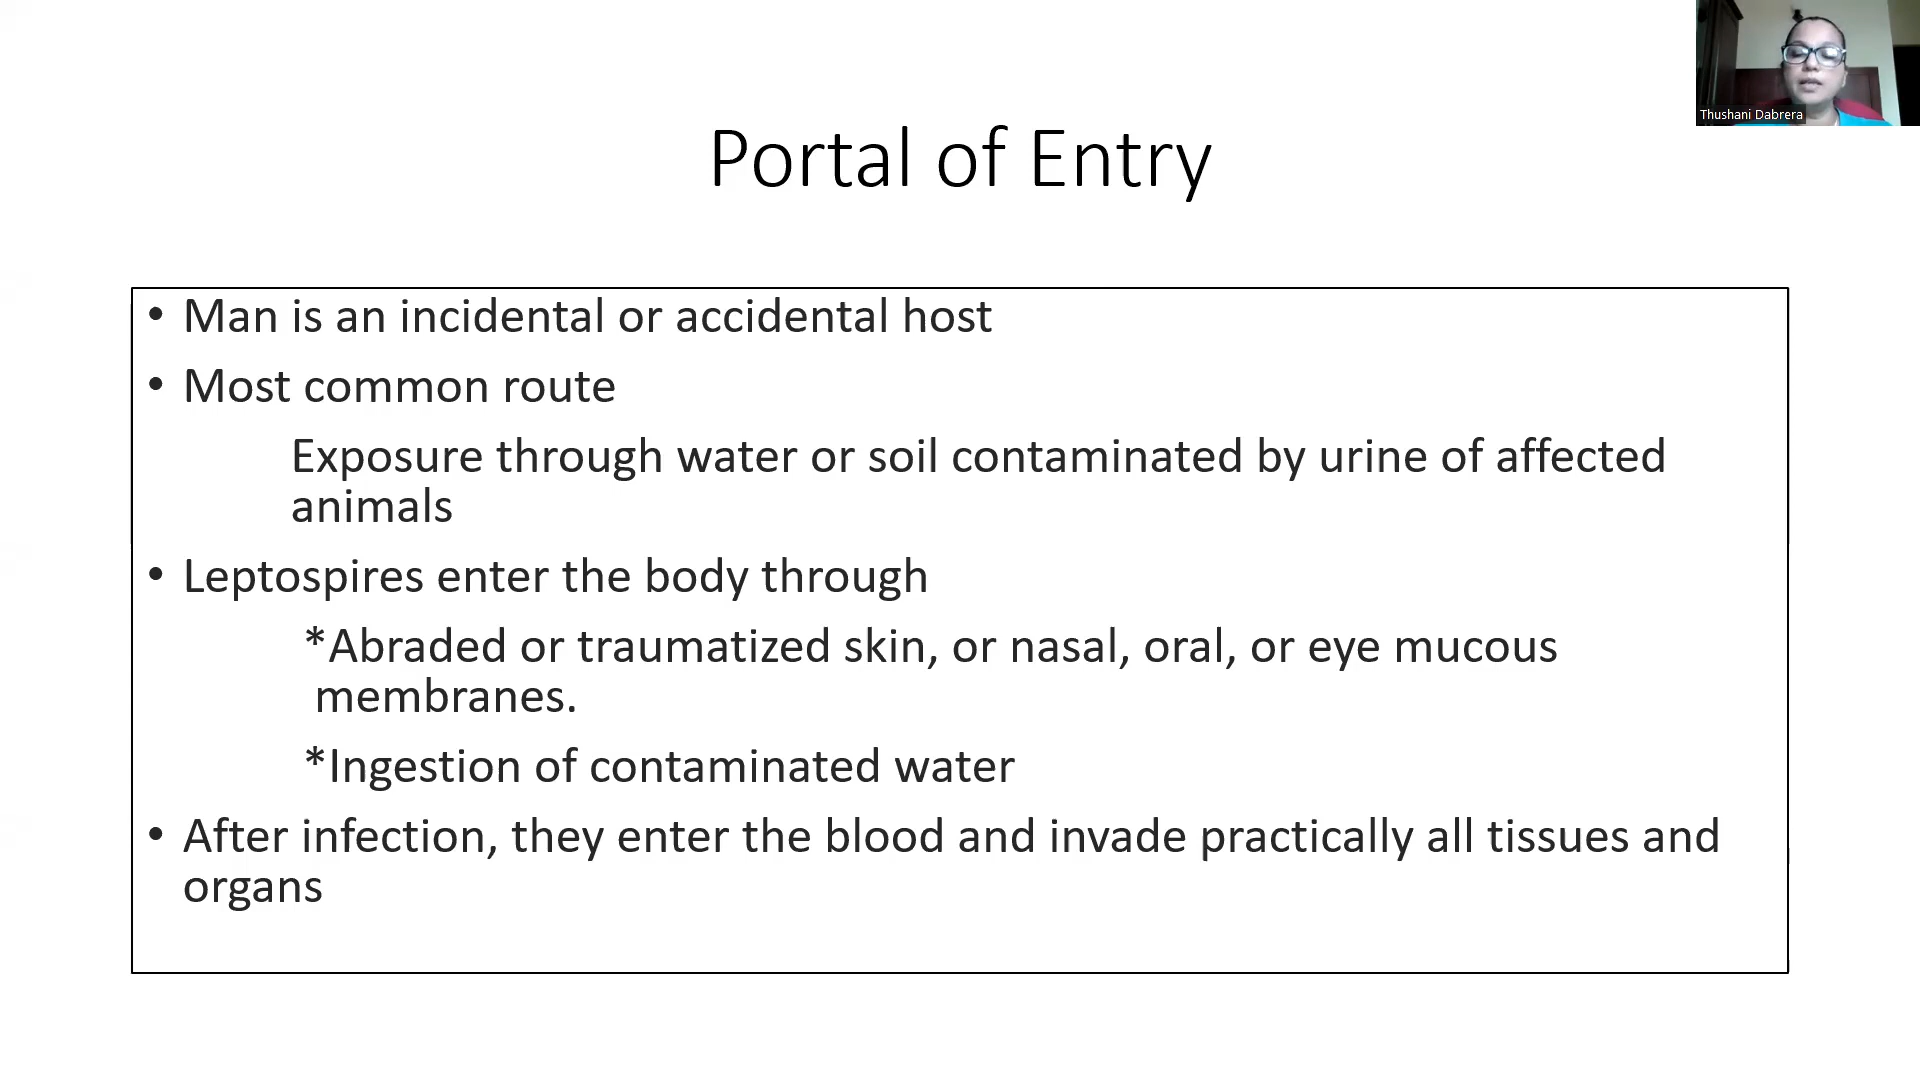 Thushani Dabrera
Portal of Entry
• Man is an incidental or accidental host
• Most common route
Exposure through water or soil contaminated by urine of affected
animals
• Leptospires enter the body through
*Abraded or traumatized skin, or nasal, oral, or eye mucous
membranes.
*Ingestion of contaminated water
• After infection, they enter the blood and invade practically all tissues and
organs